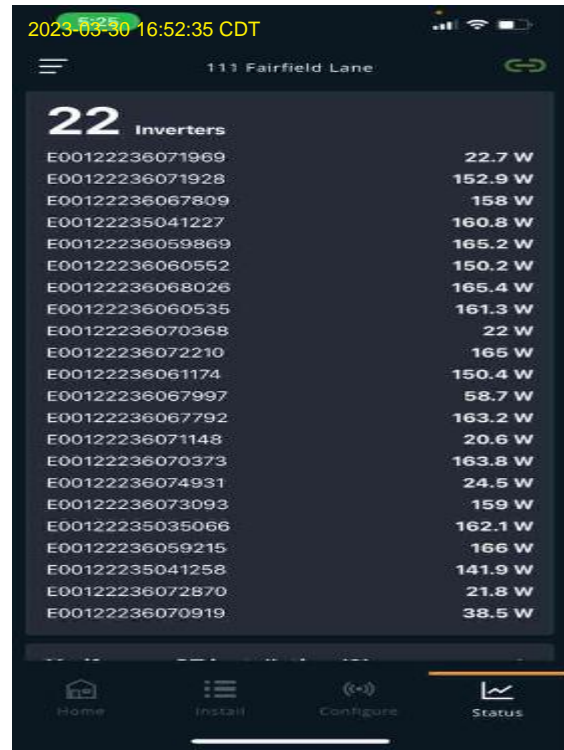 2023-03-30 16:52:35 CDT
5:25
111 Fairfield Lane
22 Inverters
E00122236071969 22.7 W
E00122236071928 152.9 W
E00122236067809 158 W
E00122235041227 160.8 W
E00122236059869 165.2 W
E00122236060552 150.2 W
E00122236068026 165.4 W
E00122236060535 161.3 W
E00122236070368 22 W
E00122236072210 165 W
E00122236061174 150.4 W
E00122236067997 58.7 W
E00122236067792 163.2 W
E00122236071148 20.6 W
E00122236070373 163.8 W
E00122236074931 24.5 W
E00122236073093 159 W
E00122235035066 162.1 W
E00122236059215 166 W
E00122235041258 141.9 W
E00122236072870 21.8 W
E00122236070919 38.5 W
Home Install Configure Status